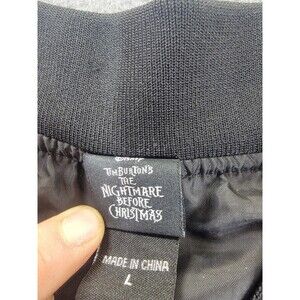 Disney
TIM BURTON'S
THE
NIGHTMARE
BEFORE
CHRISTMAS
MADE IN CHINA
L